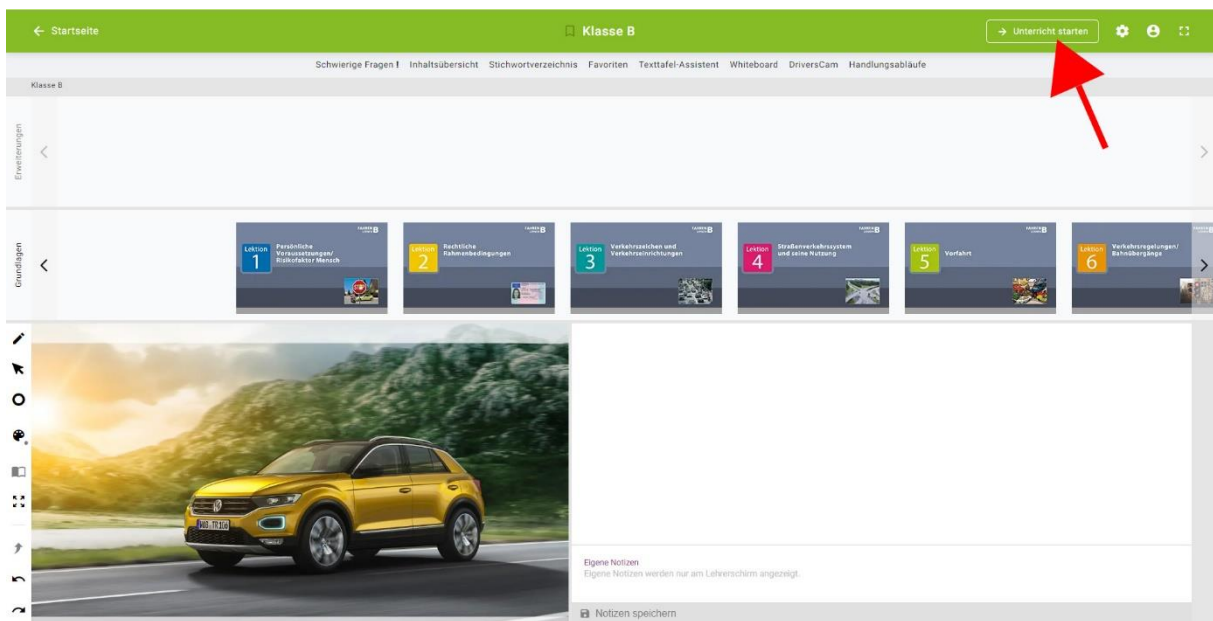 Startseite
Klasse B
Unterricht starten
Schwierige Fragen ! Inhaltsübersicht Stichwortverzeichnis Favoriten Texttafel-Assistent Whiteboard DriversCam Handlungsabläufe
Klasse B
Erweiterungen
Grundlagen
Lektion
1
Persönliche
Voraussetzungen/
Risikofaktor Mensch
B
Lektion
2
Rechtliche
Rahmenbedingungen
B
Lektion
3
Verkehrszeichen und
Verkehrseinrichtungen
B
Lektion
4
Straßenverkehrssystem
und seine Nutzung
B
Lektion
5
Vorfahrt
B
Lektion
6
Verkehrsregelungen/
Bahnübergänge
Eigene Notizen
Eigene Notizen werden nur am Lehrerschirm angezeigt.
Notizen speichern